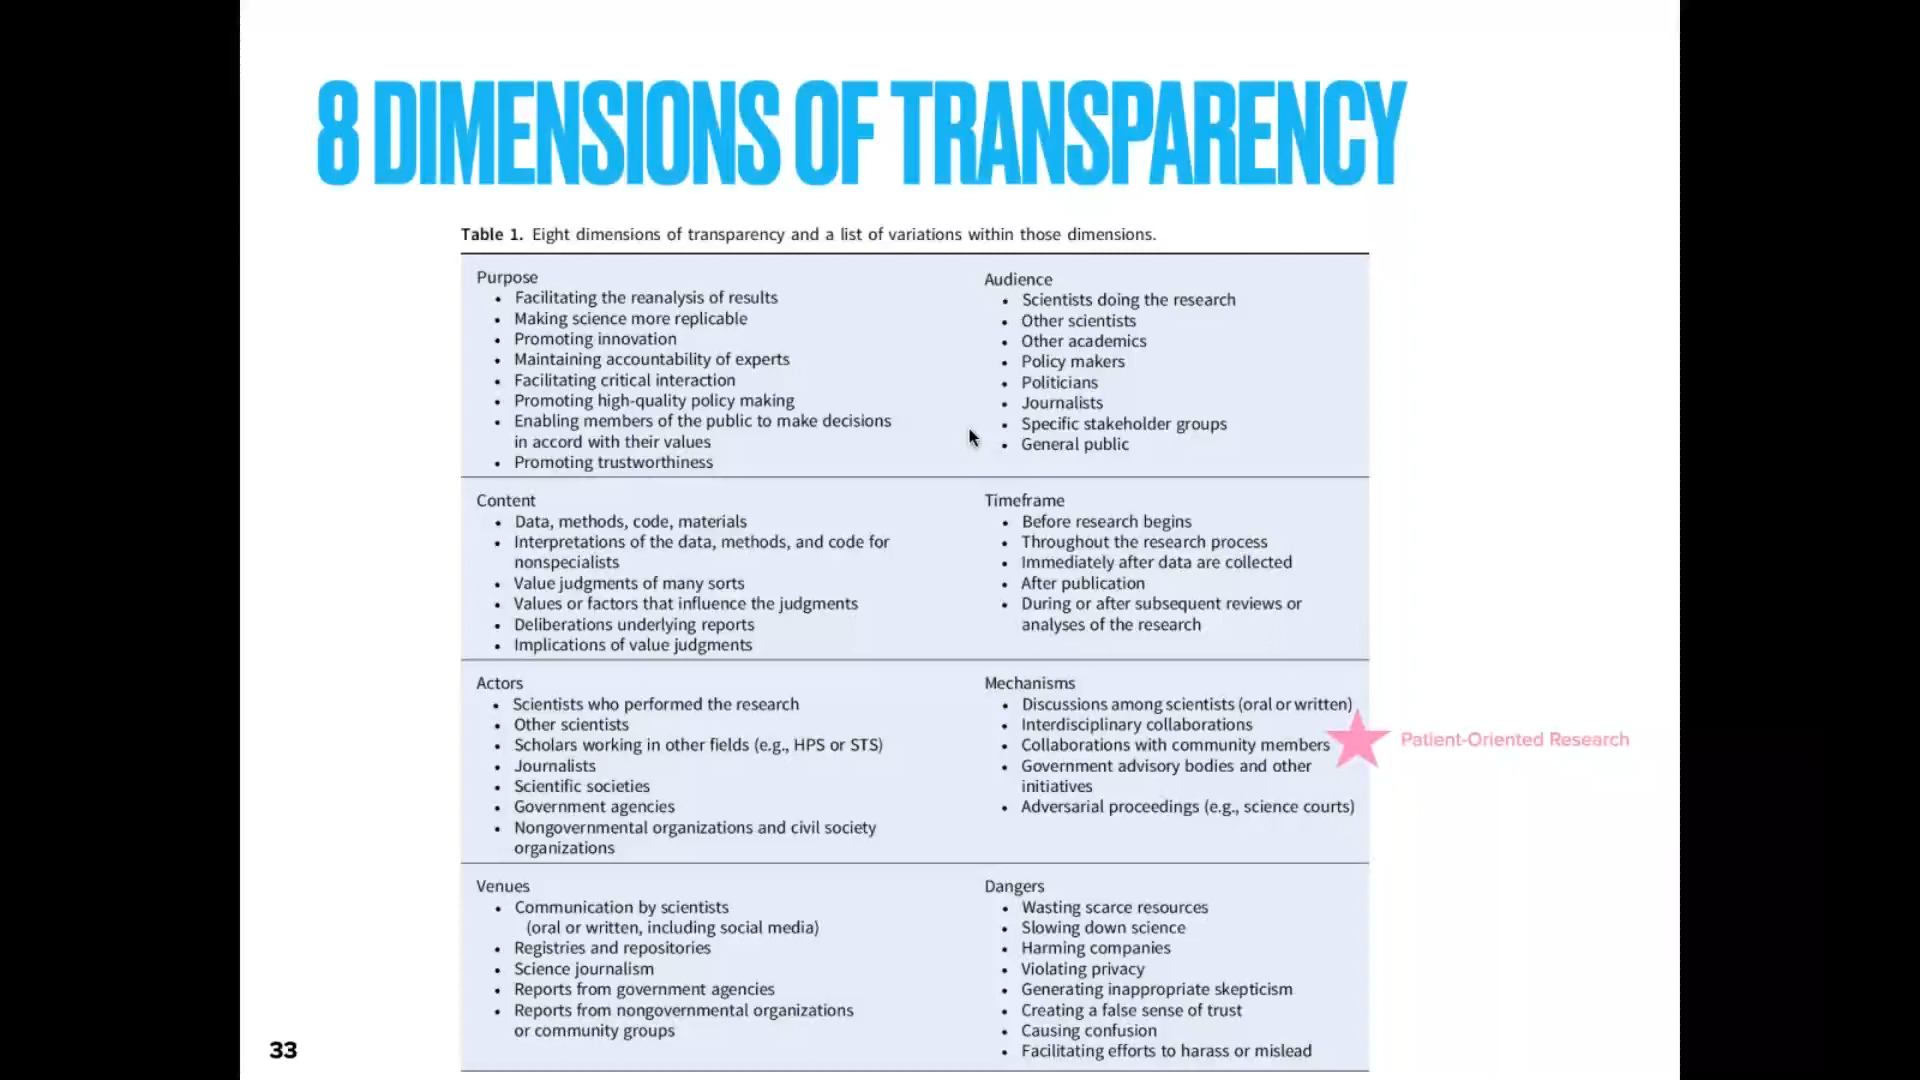 8 DIMENSIONS OF TRANSPARENCY
Table 1. Eight dimensions of transparency and a list of variations within those dimensions.
Purpose
• Facilitating the reanalysis of results
• Making science more replicable
• Promoting innovation
• Maintaining accountability of experts
• Facilitating critical interaction
• Promoting high-quality policy making
• Enabling members of the public to make decisions
in accord with their values
• Promoting trustworthiness
Audience
• Scientists doing the research
• Other scientists
• Other academics
• Policy makers
• Politicians
• Journalists
• Specific stakeholder groups
• General public
Content
• Data, methods, code, materials
• Interpretations of the data, methods, and code for
nonspecialists
• Value judgments of many sorts
• Values or factors that influence the judgments
• Deliberations underlying reports
• Implications of value judgments
Timeframe
• Before research begins
• Throughout the research process
• Immediately after data are collected
• After publication
• During or after subsequent reviews or
analyses of the research
Actors
• Scientists who performed the research
• Other scientists
• Scholars working in other fields (e.g., HPS or STS)
• Journalists
• Scientific societies
• Government agencies
• Nongovernmental organizations and civil society
organizations
Mechanisms
• Discussions among scientists (oral or written)
• Interdisciplinary collaborations
• Collaborations with community members
• Government advisory bodies and other
initiatives
• Adversarial proceedings (e.g., science courts)
Patient-Oriented Research
Venues
• Communication by scientists
(oral or written, including social media)
• Registries and repositories
• Science journalism
• Reports from government agencies
• Reports from nongovernmental organizations
or community groups
Dangers
• Wasting scarce resources
• Slowing down science
• Harming companies
• Violating privacy
• Generating inappropriate skepticism
• Creating a false sense of trust
• Causing confusion
• Facilitating efforts to harass or mislead
33